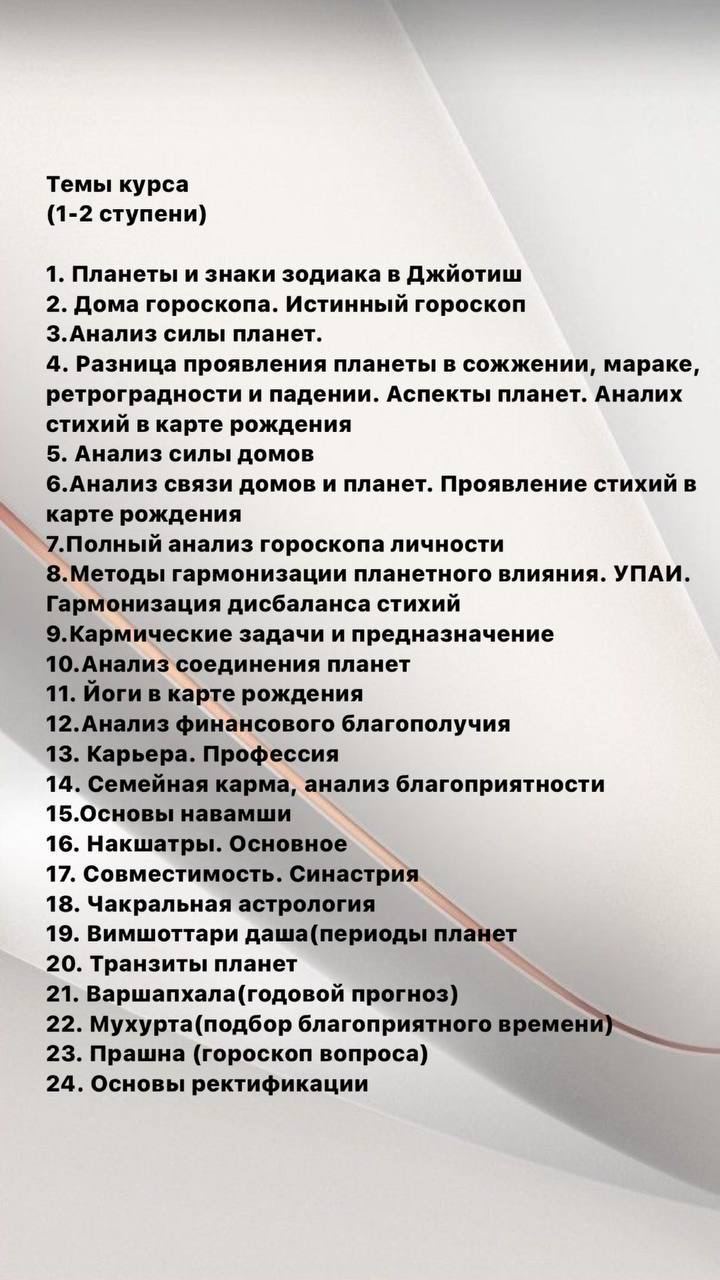 Темы курса
(1-2 ступени)
1. Планеты и знаки зодиака в Джйотиш
2. Дома гороскопа. Истинный гороскоп
3.Анализ силы планет.
4. Разница проявления планеты в сожжении, мараке,
ретроградности и падении. Аспекты планет. Аналих
стихий в карте рождения
5. Анализ силы домов
6.Анализ связи домов и планет. Проявление стихий в
карте рождения
7.Полный анализ гороскопа личности
8.Методы гармонизации планетного влияния. УПАИ.
Гармонизация дисбаланса стихий
9.Кармические задачи и предназначение
10.Анализ соединения планет
11. Йоги в карте рождения
12.Анализ финансового благополучия
13. Карьера. Профессия
14. Семейная карма, анализ благоприятности
15.Основы навамши
16. Накшатры. Основное
17. Совместимость. Синастрия
18. Чакральная астрология
19. Вимшоттари даша(периоды планет
20. Транзиты планет
21. Варшапхала(годовой прогноз)
22. Мухурта(подбор благоприятного времени)
23. Прашна (гороскоп вопроса)
24. Основы ректификации